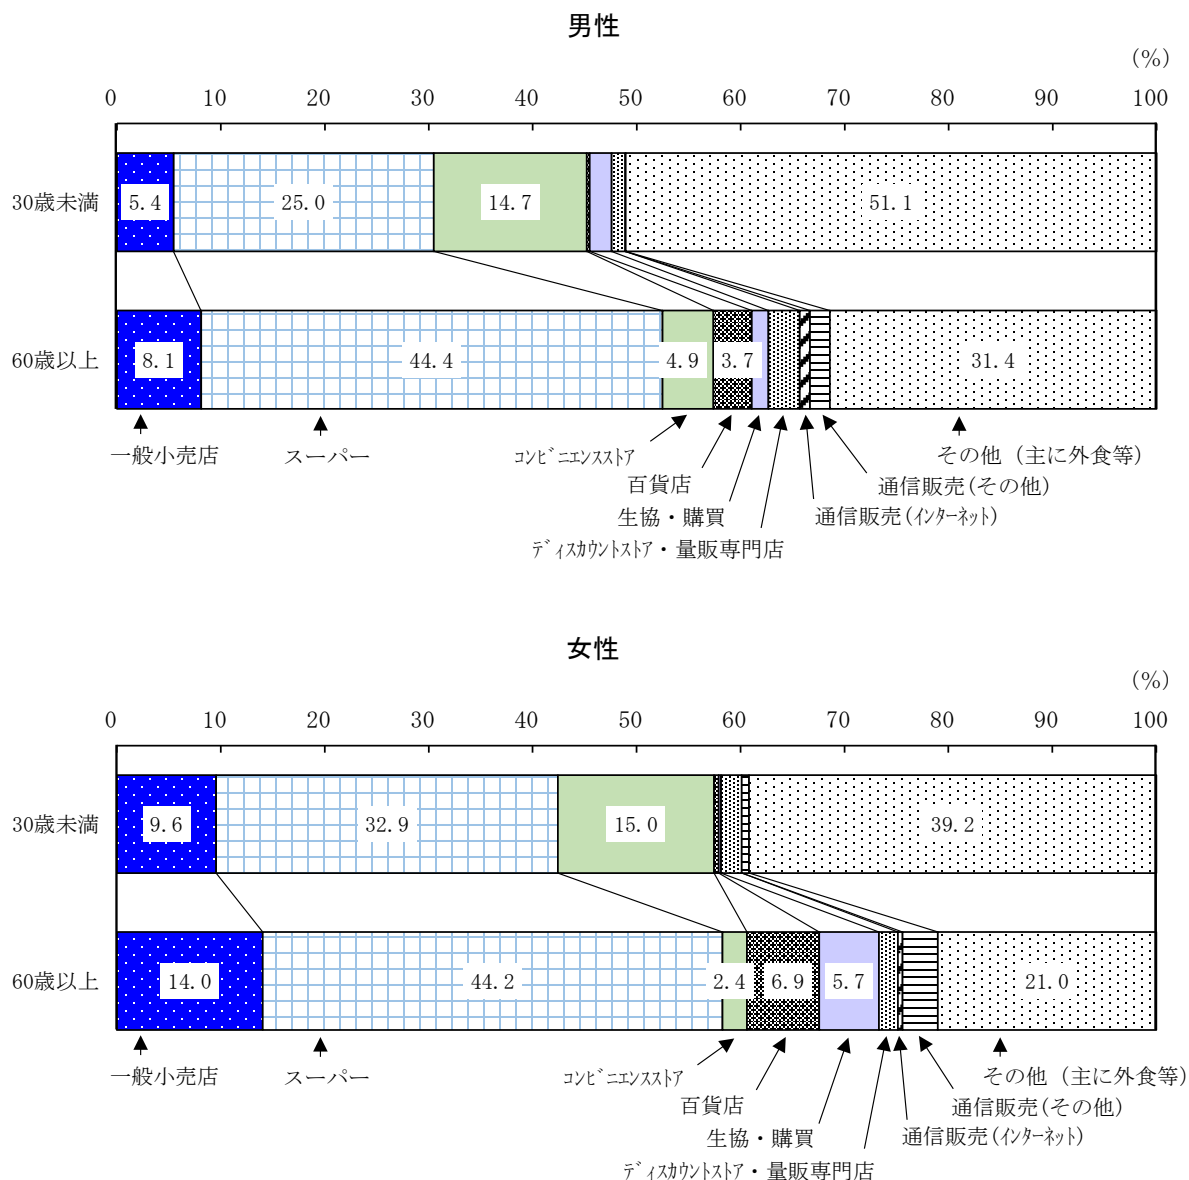 男性
(%)
0 10 20 30 40 50 60 70 80 90 100
30歳未満 5.4 25.0 14.7 51.1
60歳以上 8.1 44.4 4.9 3.7 31.4
一般小売店 スーパー コンビニエンスストア その他（主に外食等）
百貨店 通信販売(その他)
生協・購買 通信販売(インターネット)
ディスカウントストア・量販専門店
女性
(%)
0 10 20 30 40 50 60 70 80 90 100
30歳未満 9.6 32.9 15.0 39.2
60歳以上 14.0 44.2 2.4 6.9 5.7 21.0
一般小売店 スーパー コンビニエンスストア その他（主に外食等）
百貨店 通信販売(その他)
生協・購買 通信販売(インターネット)
ディスカウントストア・量販専門店